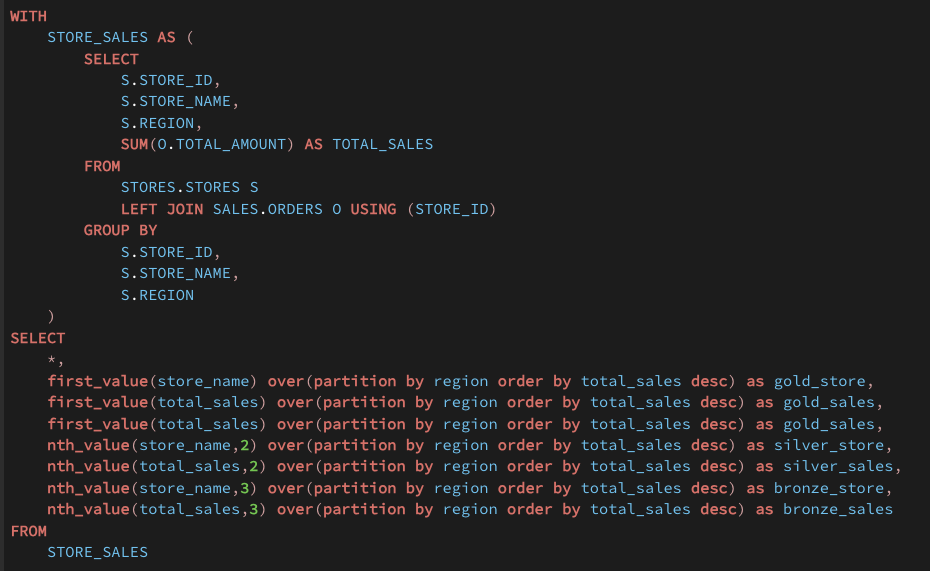 WITH
STORE_SALES AS (
SELECT
S.STORE_ID,
S.STORE_NAME,
S.REGION,
SUM(O.TOTAL_AMOUNT) AS TOTAL_SALES
FROM
STORES.STORES S
LEFT JOIN SALES.ORDERS O USING (STORE_ID)
GROUP BY
S.STORE_ID,
S.STORE_NAME,
S.REGION
)
SELECT
*,
first_value(store_name) over(partition by region order by total_sales desc) as gold_store,
first_value(total_sales) over(partition by region order by total_sales desc) as gold_sales,
first_value(total_sales) over(partition by region order by total_sales desc) as gold_sales,
nth_value(store_name,2) over(partition by region order by total_sales desc) as silver_store,
nth_value(total_sales,2) over(partition by region order by total_sales desc) as silver_sales,
nth_value(store_name,3) over(partition by region order by total_sales desc) as bronze_store,
nth_value(total_sales,3) over(partition by region order by total_sales desc) as bronze_sales
FROM
STORE_SALES